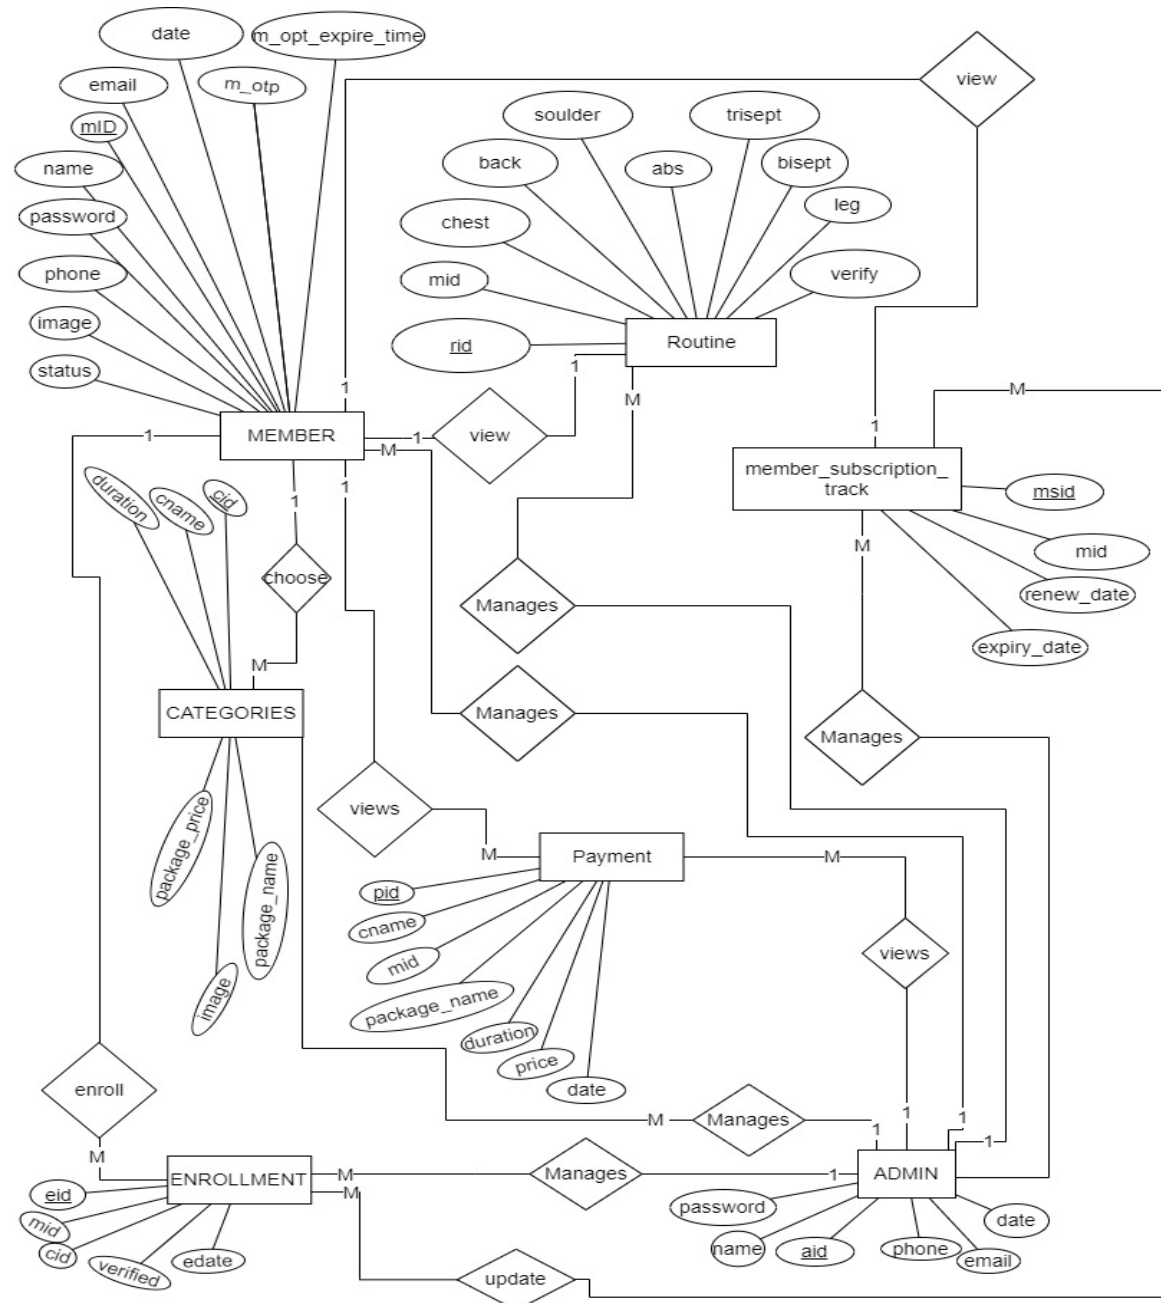 date
m_opt_expire_time
email
m_otp
view
mID
soulder
trisept
name
back
abs
bisept
password
chest
leg
phone
mid
verify
image
rid
Routine
status
1
1
M
M
1
MEMBER
1
view
1
M
member_subscription_
track
duration
cname
cid
1
1
msid
M
mid
choose
renew_date
Manages
expiry_date
M
CATEGORIES
Manages
Manages
package_price
views
M
Payment
M
package_name
pid
cname
mid
views
image
package_name
duration
price
enroll
date
M
Manages
1
1
1
1
M
ENROLLMENT
M
Manages
1
ADMIN
eid
M
mid
cid
verified
edate
password
name
aid
phone
email
date
update